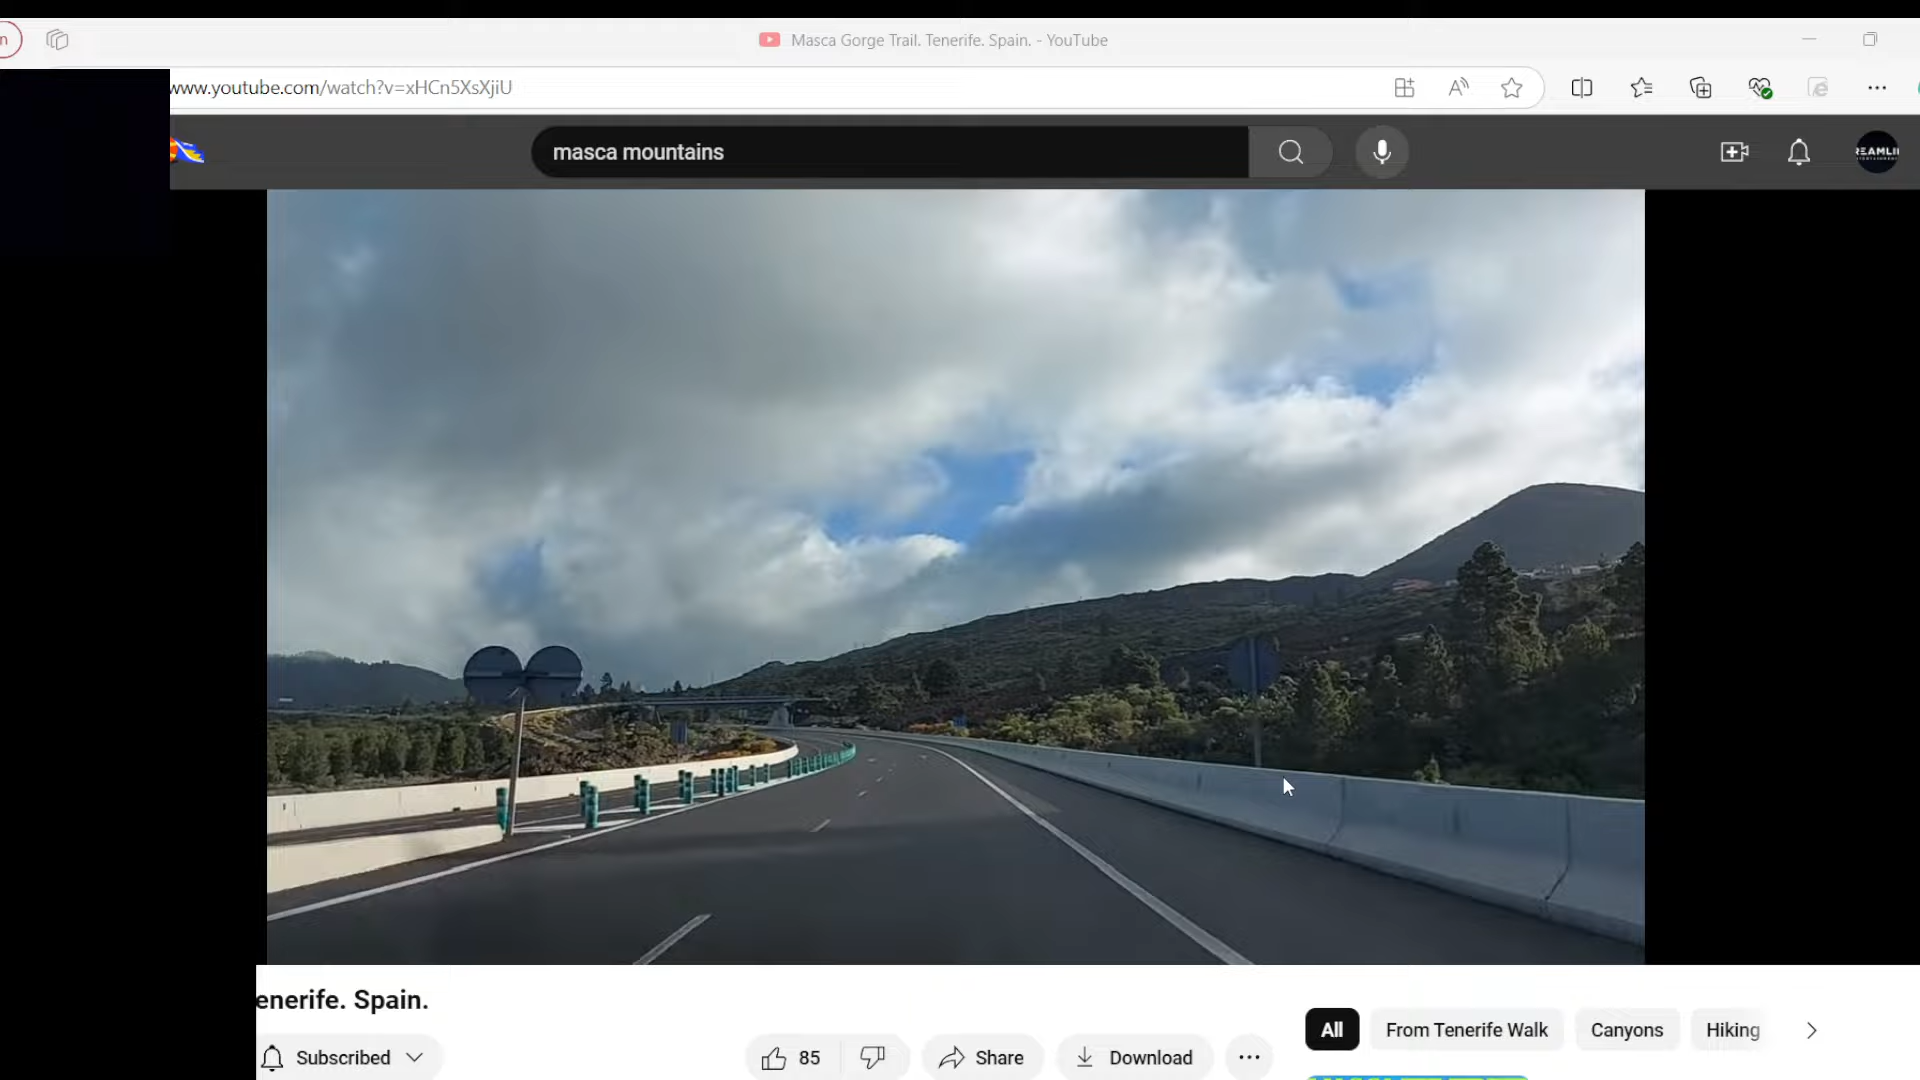 n
Masca Gorge Trail. Tenerife. Spain. - YouTube
www.youtube.com/watch?v=xHCn5XsXjiU
masca mountains
REAMLI
enerife. Spain.
Subscribed
85
Share
Download
All
From Tenerife Walk
Canyons
Hiking